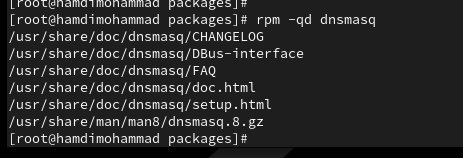 [root@hamdimohammad packages]#
[root@hamdimohammad packages]# rpm -qd dnsmasq
/usr/share/doc/dnsmasq/CHANGELOG
/usr/share/doc/dnsmasq/DBus-interface
/usr/share/doc/dnsmasq/FAQ
/usr/share/doc/dnsmasq/doc.html
/usr/share/doc/dnsmasq/setup.html
/usr/share/man/man8/dnsmasq.8.gz
[root@hamdimohammad packages]#